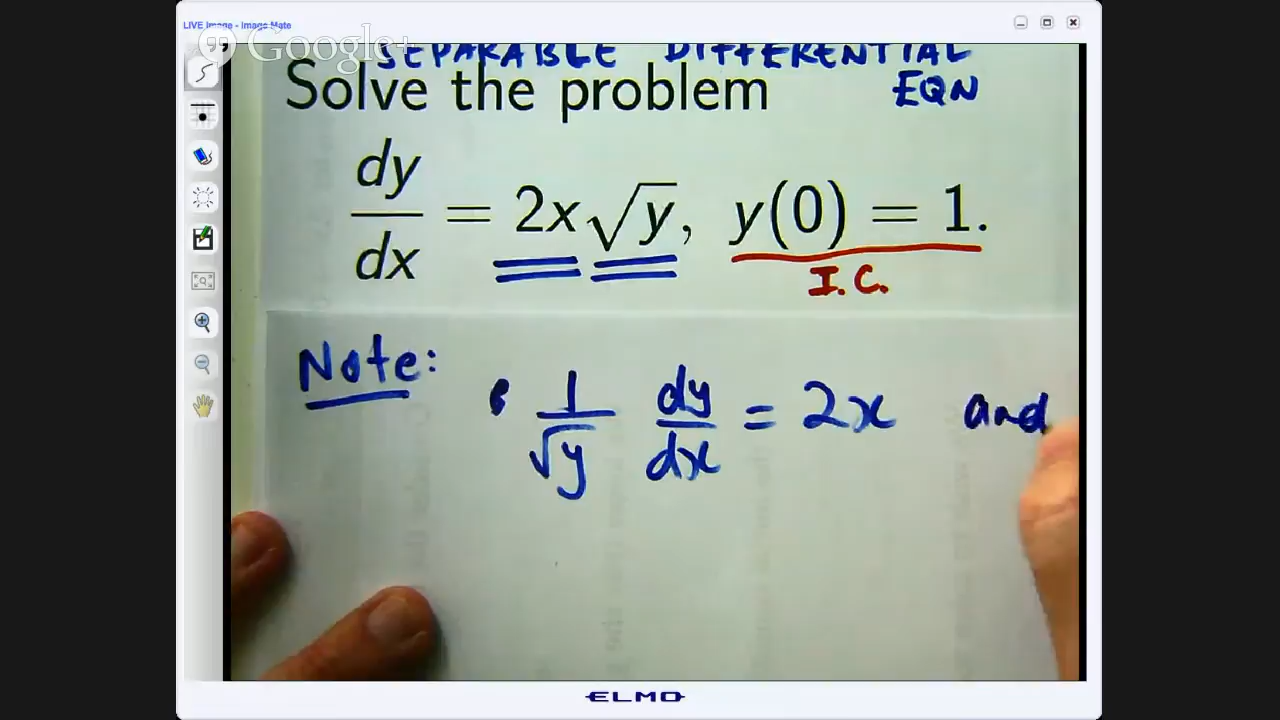 LIVE Image - Image Mate
Google+
SEPARABLE DIFFERENTIAL
EQN
Solve the problem
dy/dx = 2x√y, y(0) = 1.
I.C.
Note:
1/√y dy/dx = 2x and
ELMO